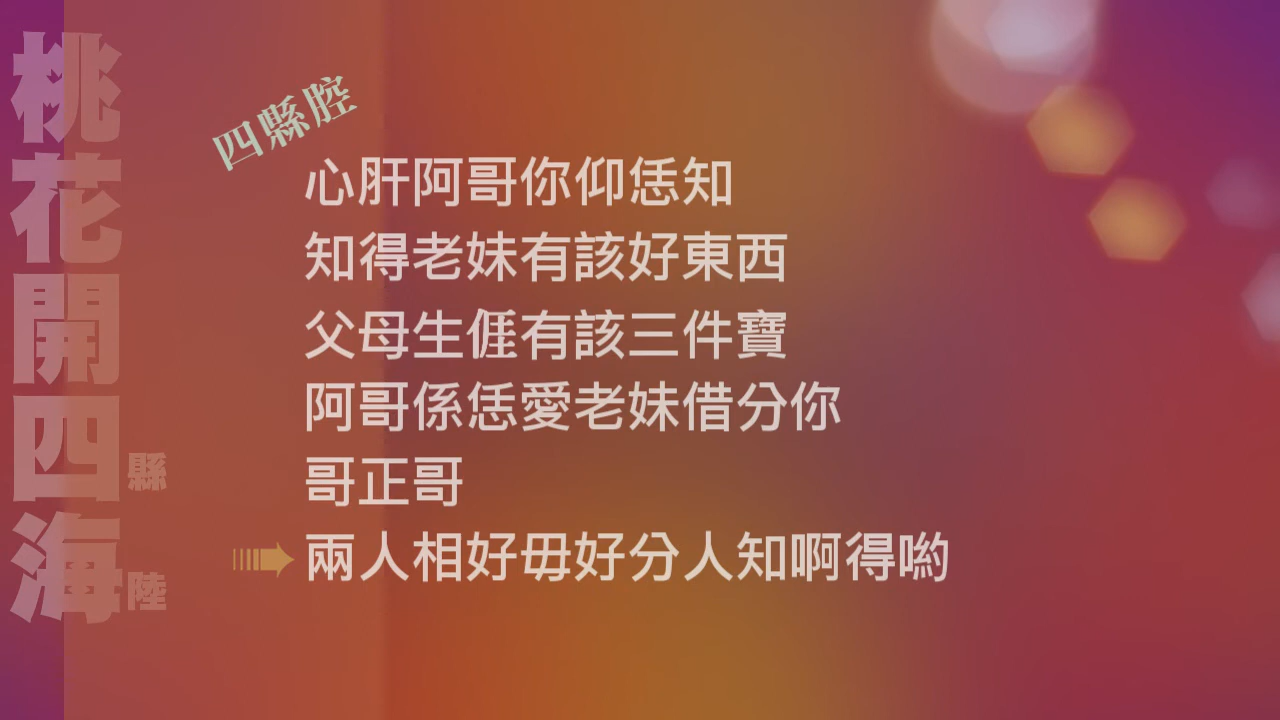 桃花開四海
縣
陸
四縣腔
心肝阿哥你仰恁知
知得老妹有該好東西
父母生𠊎有該三件寶
阿哥係恁愛老妹借分你
哥正哥
兩人相好毋好分人知啊得喲